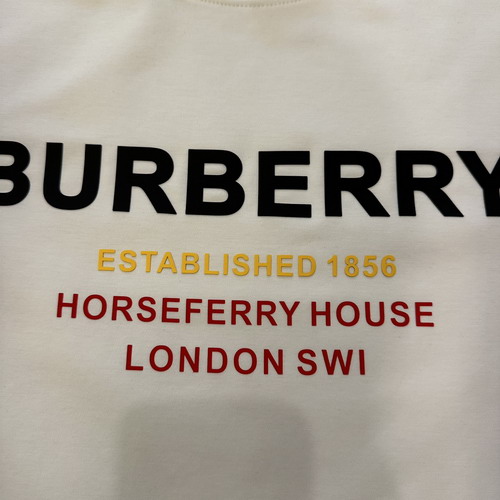 BURBERRY
ESTABLISHED 1856
HORSEFERRY HOUSE
LONDON SWI